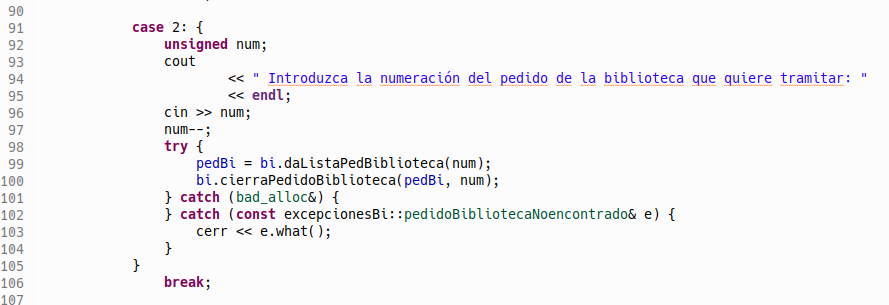 90
91 case 2: {
92 unsigned num;
93 cout
94 << " Introduzca la numeración del pedido de la biblioteca que quiere tramitar: "
95 << endl;
96 cin >> num;
97 num--;
98 try {
99 pedBi = bi.daListaPedBiblioteca(num);
100 bi.cierraPedidoBiblioteca(pedBi, num);
101 } catch (bad_alloc&) {
102 } catch (const excepcionesBi::pedidoBibliotecaNoencontrado& e) {
103 cerr << e.what();
104 }
105 }
106 break;
107